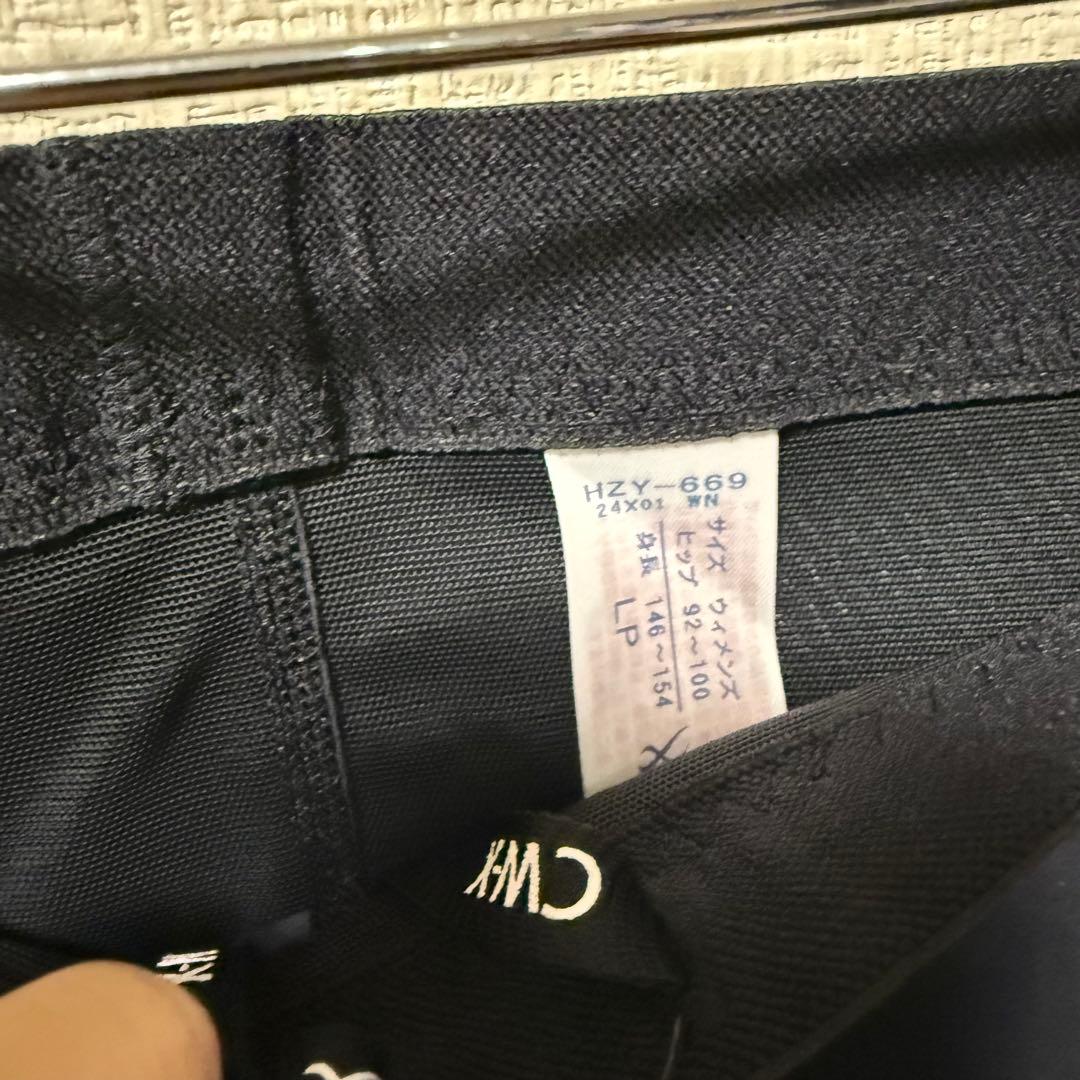 HZY-669
24X01 WN
サイズ ウィメンズ
ヒップ 92～100
身長 146～154
LP
CW-X